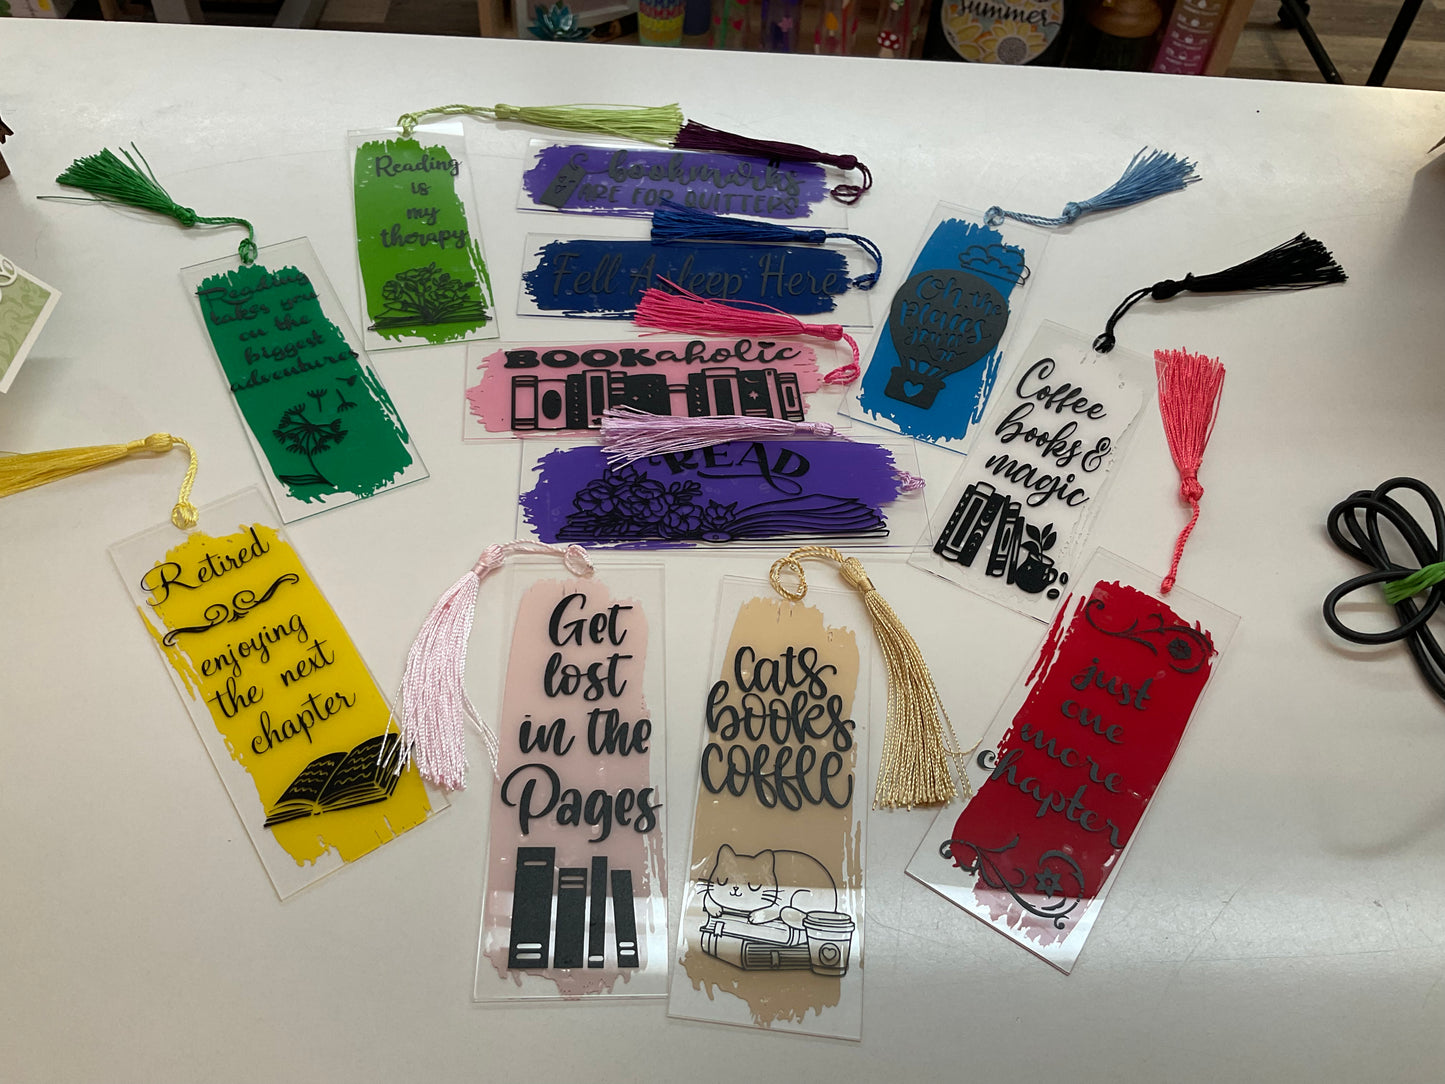 summer
Reading
is
my
therapy
bookmarks
ARE FOR QUITTERS
Fell Asleep Here
BOOKaholic
READ
Oh, the
places
Coffee
books &
magic
Reading
takes you
on the
biggest
adventures
Retired
enjoying
the next
chapter
Get
lost
in the
Pages
cats
books
coffee
just
one
more
chapter